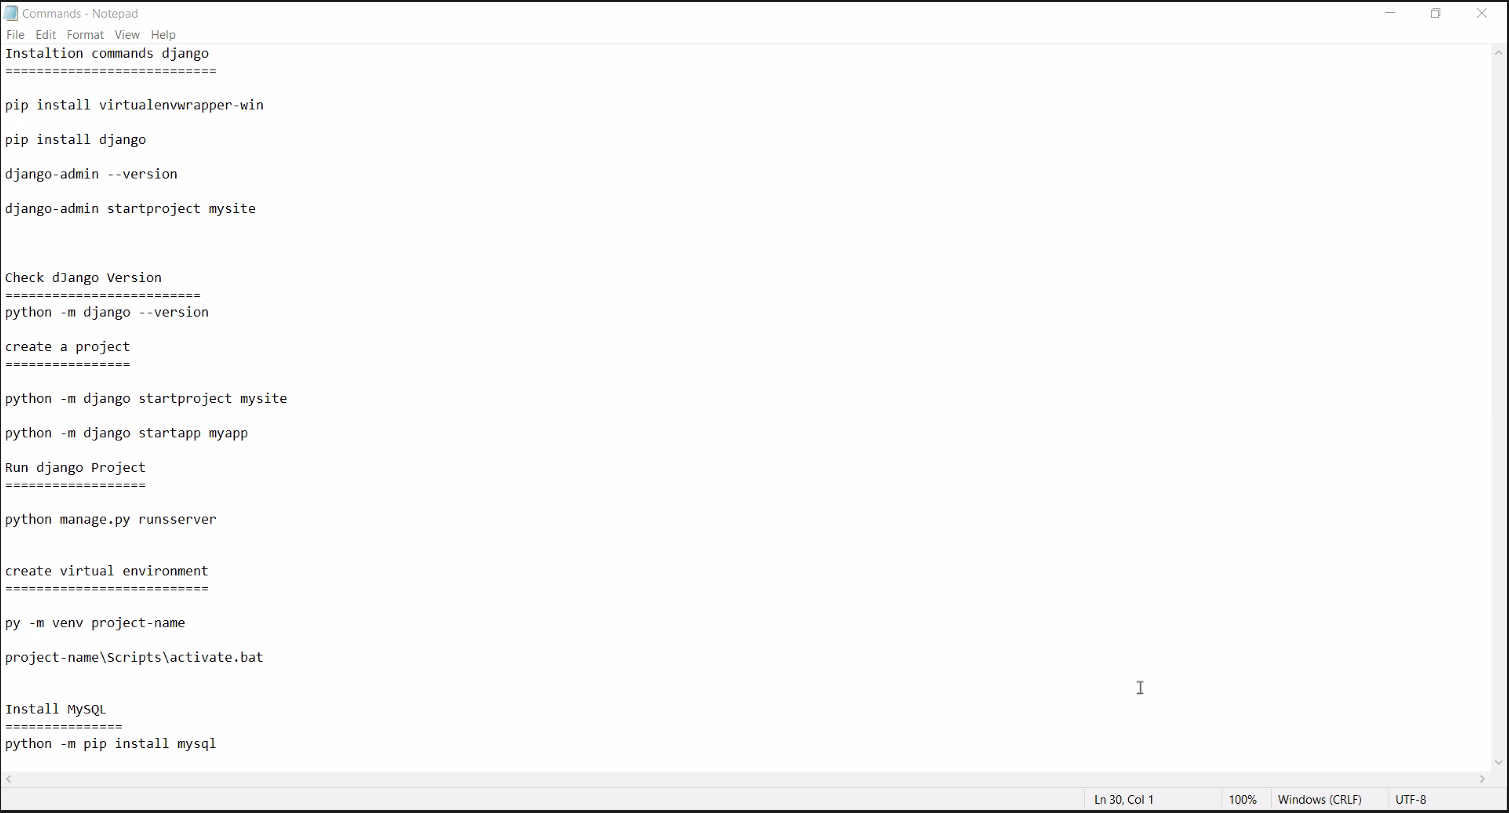 Commands - Notepad
File Edit Format View Help
Instaltion commands django
===========================
pip install virtualenvwrapper-win
pip install django
django-admin --version
django-admin startproject mysite
Check dJango Version
=========================
python -m django --version
create a project
================
python -m django startproject mysite
python -m django startapp myapp
Run django Project
==================
python manage.py runsserver
create virtual environment
==========================
py -m venv project-name
project-name\Scripts\activate.bat
Install MySQL
===============
python -m pip install mysql
Ln 30, Col 1 100% Windows (CRLF) UTF-8